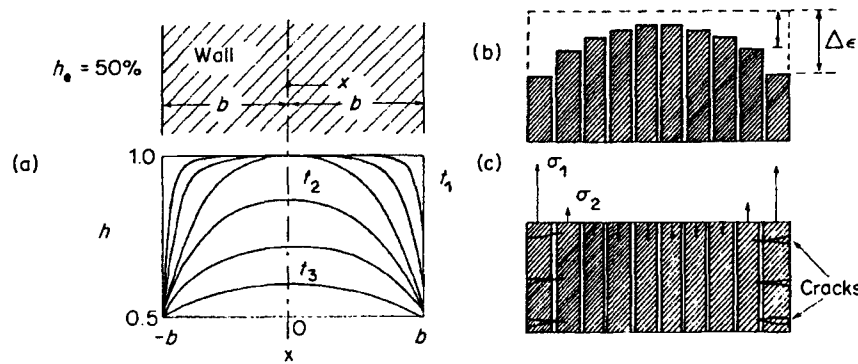 (a)
Wall
hₑ = 50%
x
b b
1.0
h
0.5
t₁
t₂
t₃
-b 0 b
x
(b)
Δϵ
(c)
σ₁
σ₂
Cracks